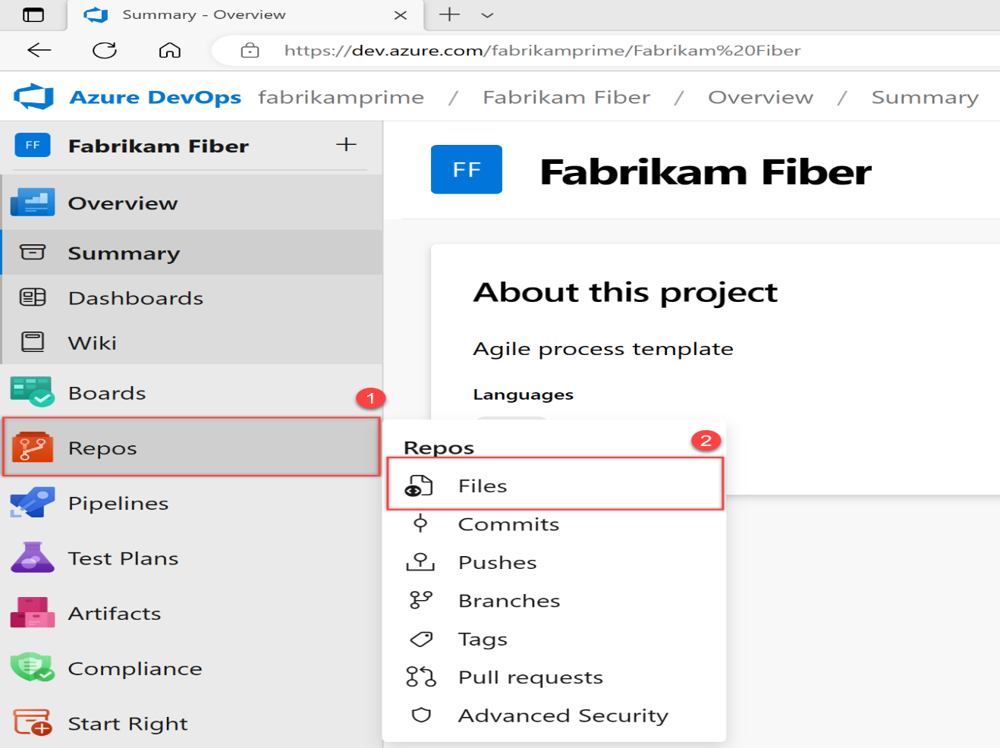 Summary - Overview
https://dev.azure.com/fabrikamprime/Fabrikam%20Fiber
Azure DevOps fabrikamprime / Fabrikam Fiber / Overview / Summary
FF Fabrikam Fiber
FF Fabrikam Fiber
Overview
Summary
Dashboards
Wiki
Boards
1
Repos
Pipelines
Test Plans
Artifacts
Compliance
Start Right
About this project
Agile process template
Languages
Repos
2
Files
Commits
Pushes
Branches
Tags
Pull requests
Advanced Security